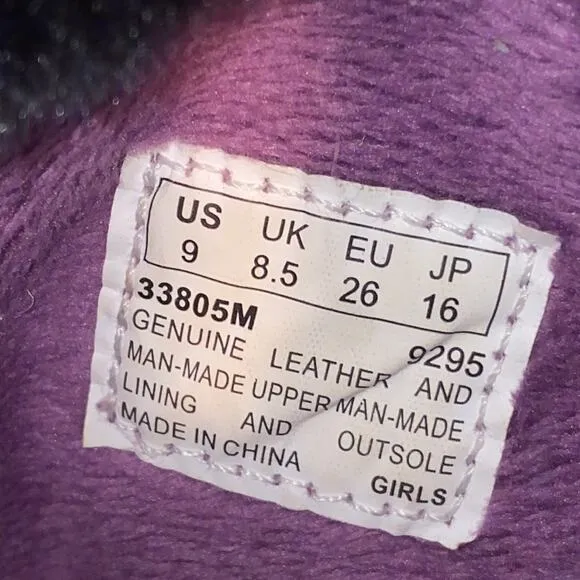 US UK EU JP
9 8.5 26 16
33805M 9295
GENUINE LEATHER AND
MAN-MADE UPPER MAN-MADE
LINING AND OUTSOLE
MADE IN CHINA GIRLS